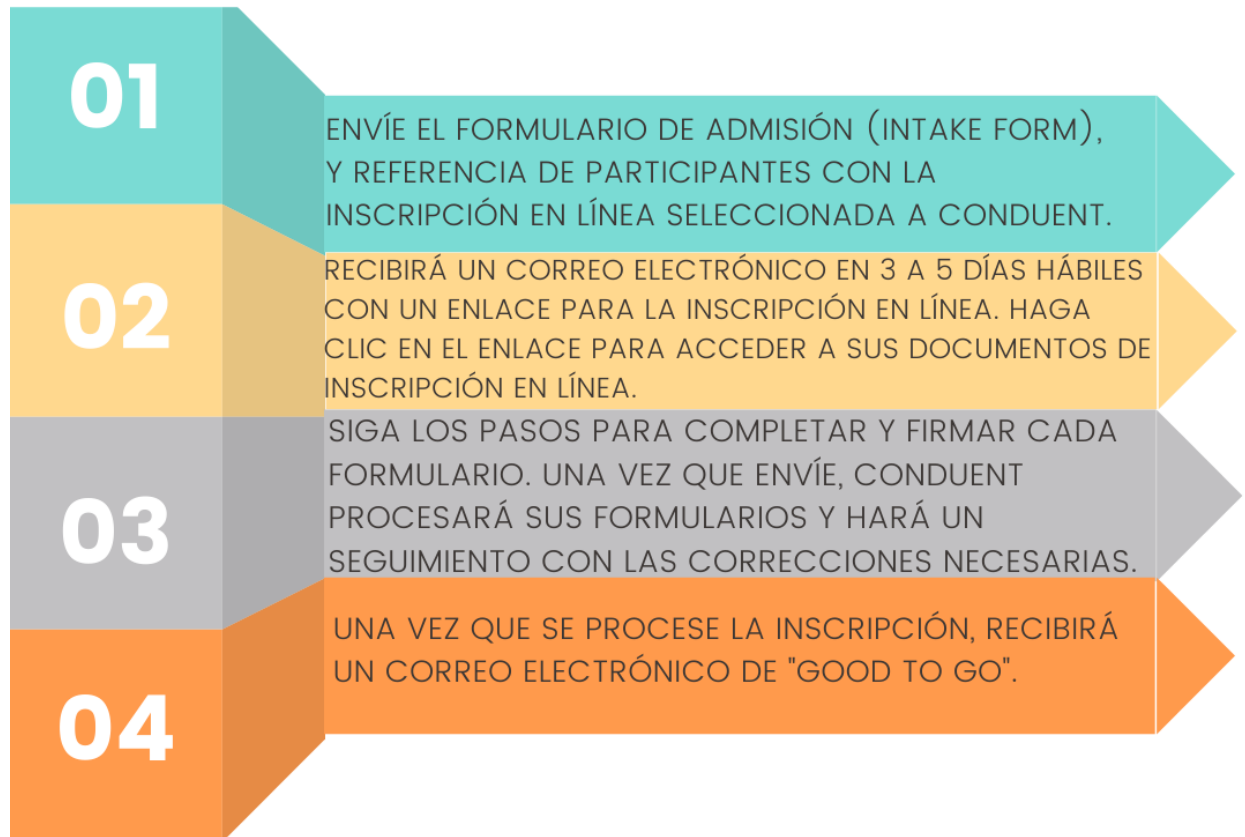 01
ENVÍE EL FORMULARIO DE ADMISIÓN (INTAKE FORM),
Y REFERENCIA DE PARTICIPANTES CON LA
INSCRIPCIÓN EN LÍNEA SELECCIONADA A CONDUENT.
02
RECIBIRÁ UN CORREO ELECTRÓNICO EN 3 A 5 DÍAS HÁBILES
CON UN ENLACE PARA LA INSCRIPCIÓN EN LÍNEA. HAGA
CLIC EN EL ENLACE PARA ACCEDER A SUS DOCUMENTOS DE
INSCRIPCIÓN EN LÍNEA.
03
SIGA LOS PASOS PARA COMPLETAR Y FIRMAR CADA
FORMULARIO. UNA VEZ QUE ENVÍE, CONDUENT
PROCESARÁ SUS FORMULARIOS Y HARÁ UN
SEGUIMIENTO CON LAS CORRECCIONES NECESARIAS.
04
UNA VEZ QUE SE PROCESE LA INSCRIPCIÓN, RECIBIRÁ
UN CORREO ELECTRÓNICO DE "GOOD TO GO".